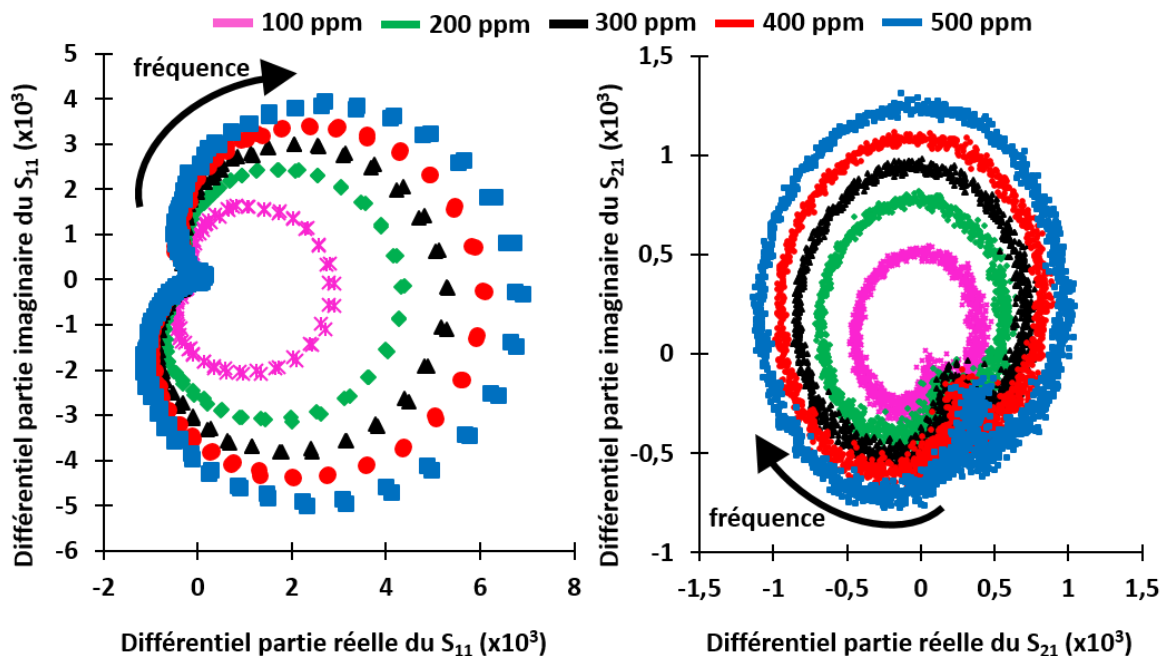 100 ppm 200 ppm 300 ppm 400 ppm 500 ppm
Différentiel partie imaginaire du S11 (x10³)
5
4
3
2
1
0
-1
-2
-3
-4
-5
-6
fréquence
-2 0 2 4 6 8
Différentiel partie réelle du S11 (x10³)
Différentiel partie imaginaire du S21 (x10³)
1,5
1
0,5
0
-0,5
-1
fréquence
-1,5 -1 -0,5 0 0,5 1 1,5
Différentiel partie réelle du S21 (x10³)